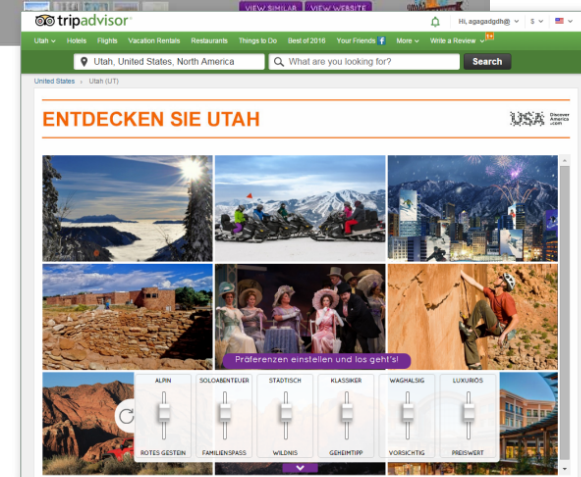 VIEW SIMILAR VIEW WEBSITE
tripadvisor
Hi, agagadgdh@ $
Utah Hotels Flights Vacation Rentals Restaurants Things to Do Best of 2016 Your Friends More Write a Review
Utah, United States, North America What are you looking for? Search
United States Utah (UT)
ENTDECKEN SIE UTAH
USA Discover America .com
Präferenzen einstellen und los geht's!
ALPIN SOLOABENTEUER STÄDTISCH KLASSIKER WAGHALSIG LUXURIÖS
ROTES GESTEIN FAMILIENSPASS WILDNIS GEHEIMTIPP VORSICHTIG PREISWERT